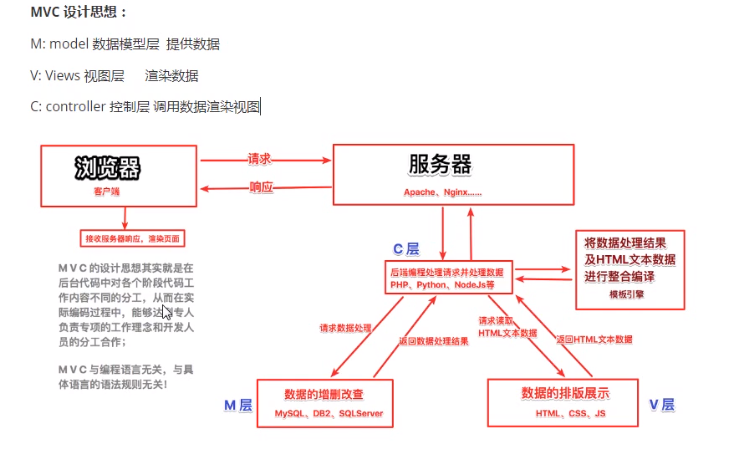 MVC 设计思想：
M: model 数据模型层 提供数据
V: Views 视图层 渲染数据
C: controller 控制层 调用数据渲染视图
浏览器
客户端
请求
响应
服务器
Apache、Nginx......
接收服务器响应，渲染页面
C 层
后端编程处理请求并处理数据
PHP、Python、NodeJs等
将数据处理结果
及HTML文本数据
进行整合编译
模板引擎
M V C 的设计思想其实就是在
后台代码中对各个阶段代码工
作内容不同的分工，从而在实
际编码过程中，能够达到专人
负责专项的工作理念和开发人
员的分工合作；
M V C 与编程语言无关，与具
体语言的语法规则无关！
请求数据处理
返回数据处理结果
请求读取
HTML文本数据
返回HTML文本数据
M 层
数据的增删改查
MySQL、DB2、SQLServer
数据的排版展示
HTML、CSS、JS
V 层